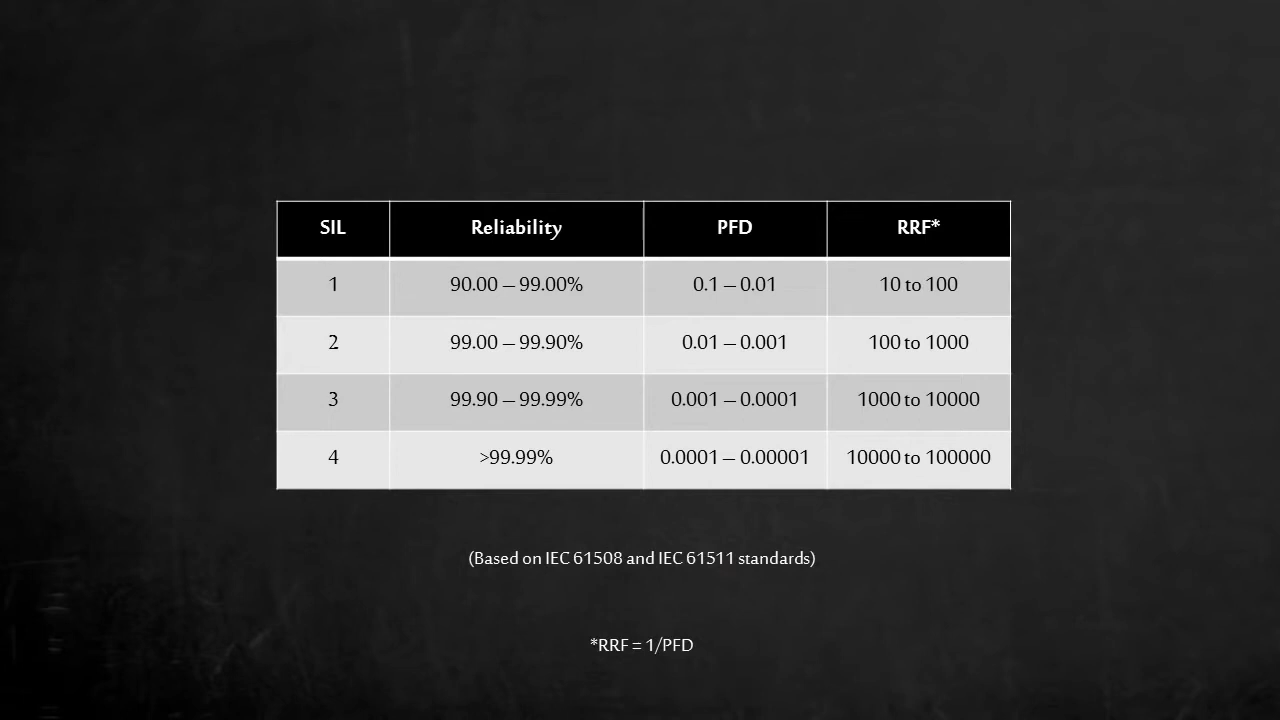 SIL Reliability PFD RRF*
1 90.00 – 99.00% 0.1 – 0.01 10 to 100
2 99.00 – 99.90% 0.01 – 0.001 100 to 1000
3 99.90 – 99.99% 0.001 – 0.0001 1000 to 10000
4 >99.99% 0.0001 – 0.00001 10000 to 100000
(Based on IEC 61508 and IEC 61511 standards)
*RRF = 1/PFD